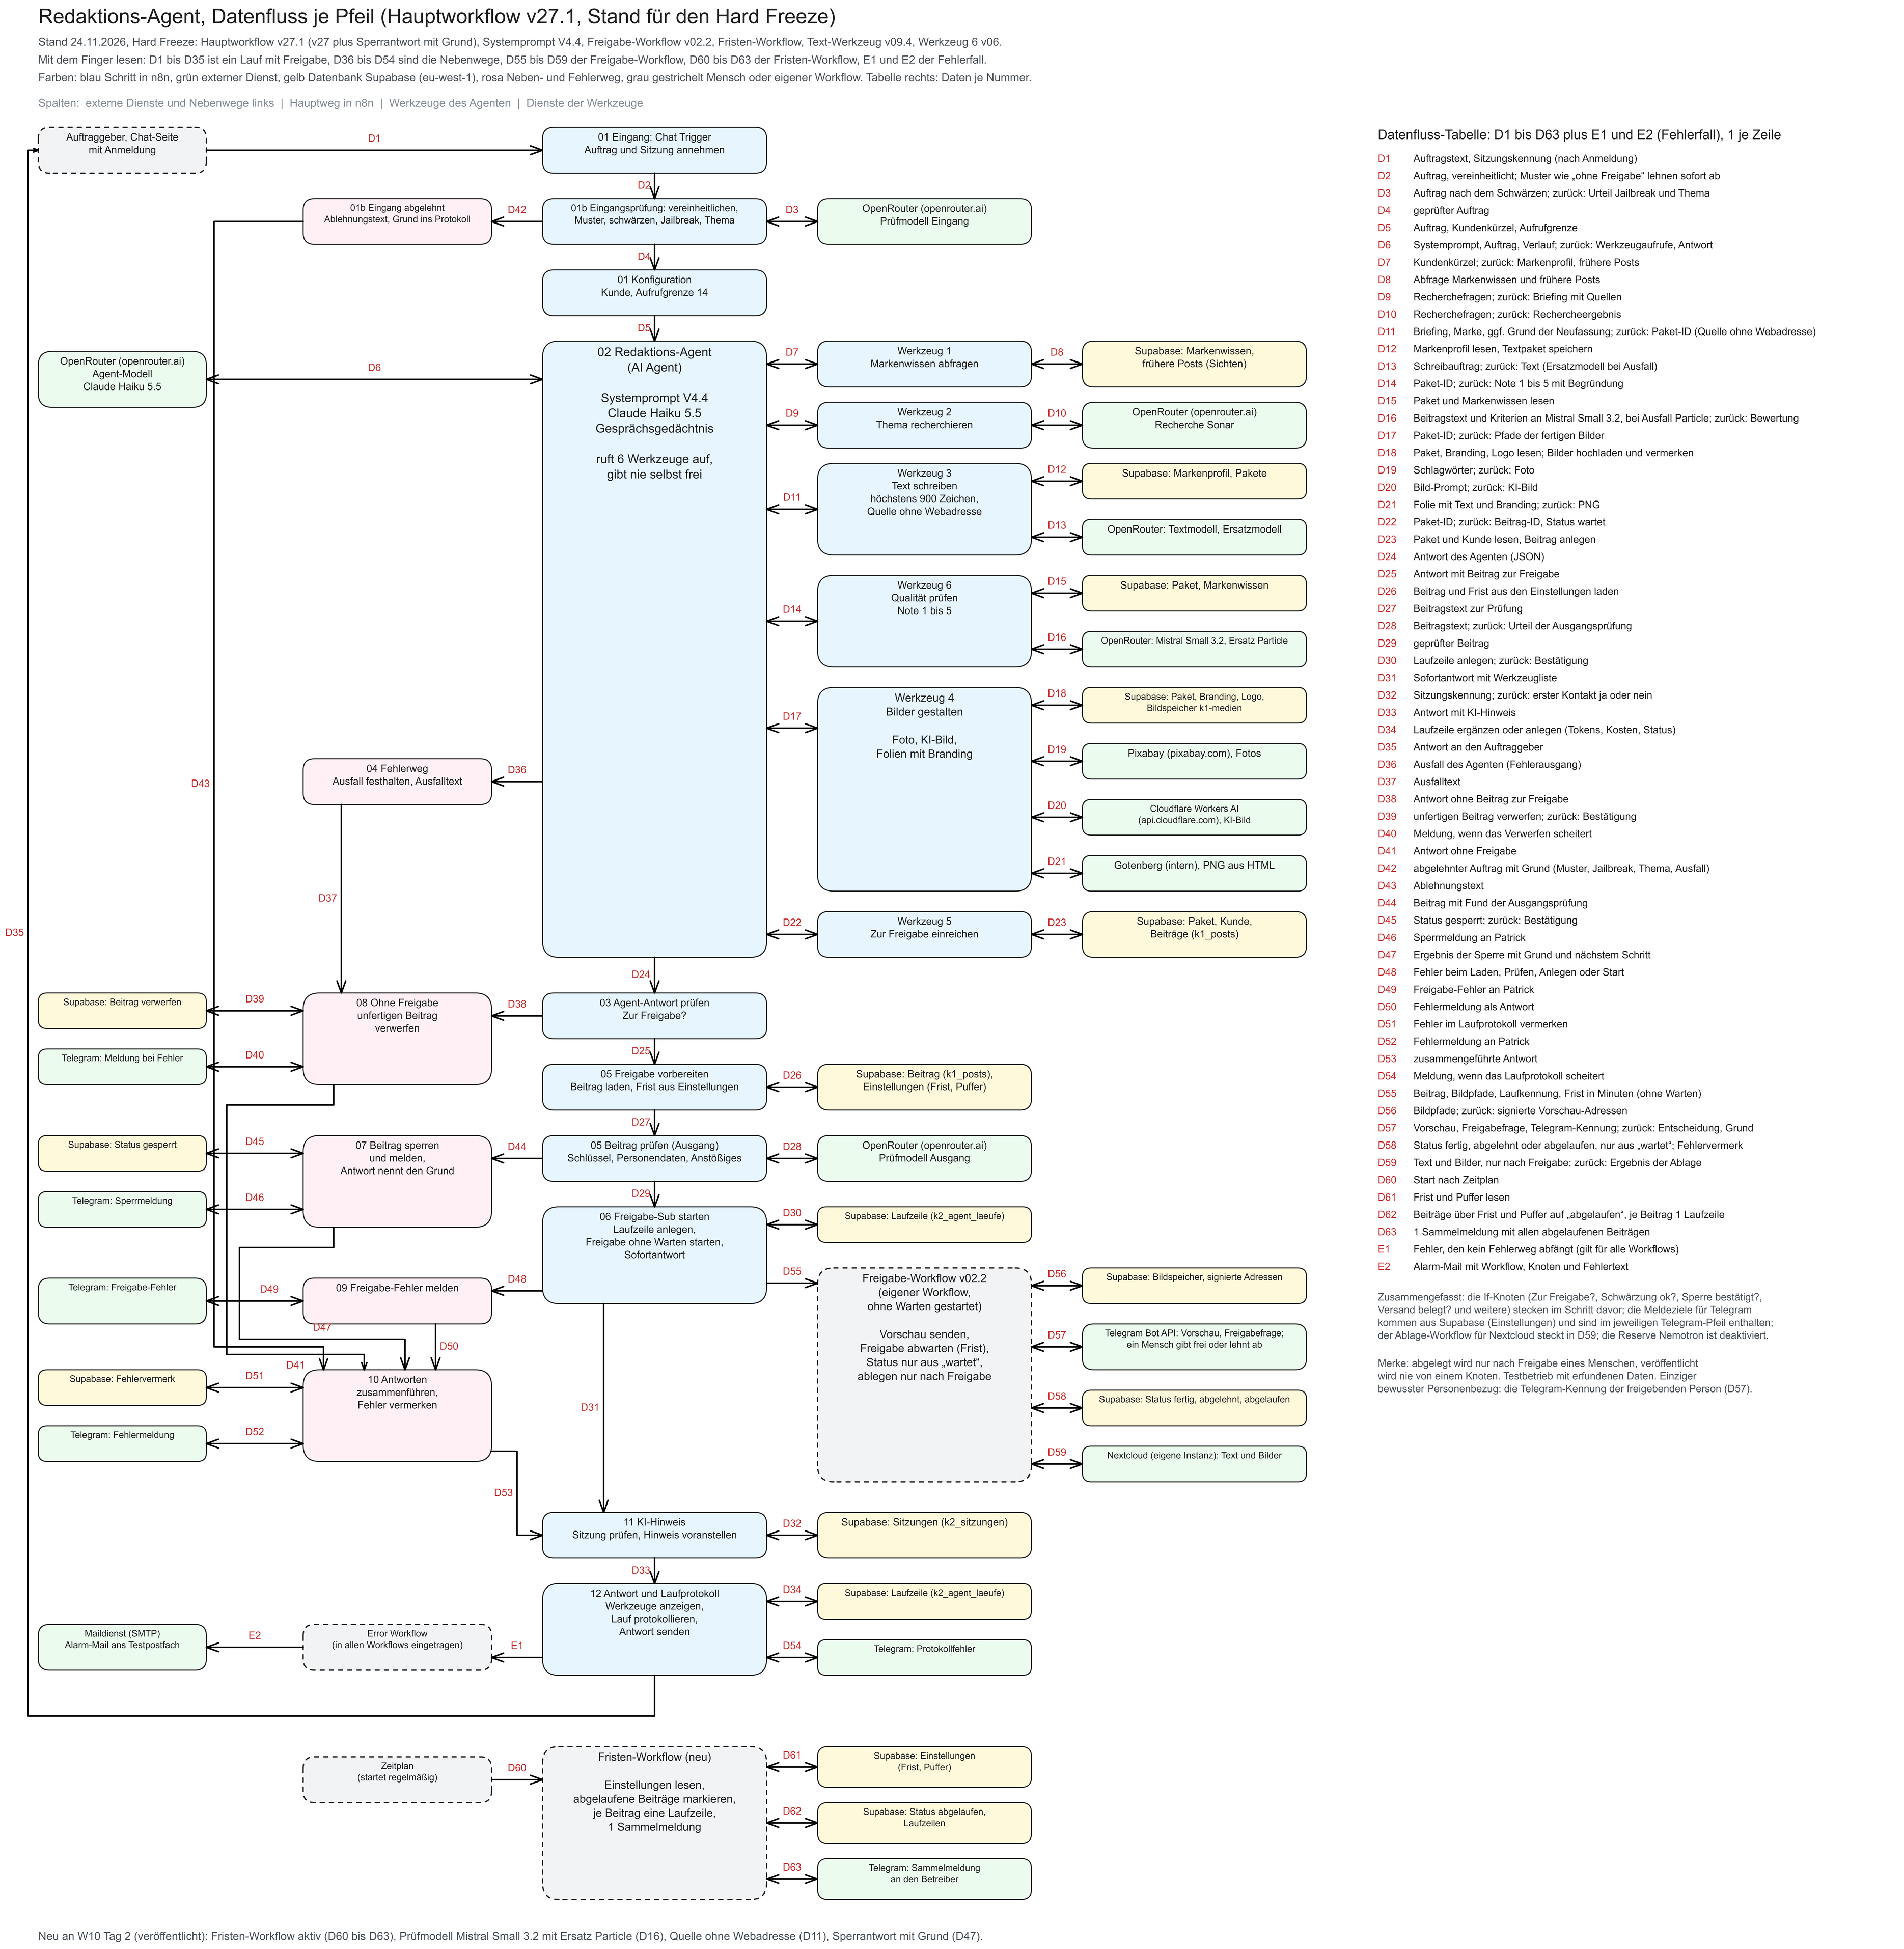 Redaktions-Agent, Datenfluss je Pfeil (Hauptworkflow v27.1, Stand für den Hard Freeze)
Stand 24.11.2026, Hard Freeze: Hauptworkflow v27.1 (v27 plus Sperrantwort mit Grund), Systemprompt V4.4, Freigabe-Workflow v02.2, Fristen-Workflow, Text-Werkzeug v09.4, Werkzeug 6 v06.
Mit dem Finger lesen: D1 bis D35 ist ein Lauf mit Freigabe, D36 bis D54 sind die Nebenwege, D55 bis D59 der Freigabe-Workflow, D60 bis D63 der Fristen-Workflow, E1 und E2 der Fehlerfall.
Farben: blau Schritt in n8n, grün externer Dienst, gelb Datenbank Supabase (eu-west-1), rosa Neben- und Fehlerweg, grau gestrichelt Mensch oder eigener Workflow. Tabelle rechts: Daten je Nummer.
Spalten: externe Dienste und Nebenwege links | Hauptweg in n8n | Werkzeuge des Agenten | Dienste der Werkzeuge
Auftraggeber, Chat-Seite
mit Anmeldung
D1
01 Eingang: Chat Trigger
Auftrag und Sitzung annehmen
D2
01b Eingang abgelehnt
Ablehnungstext, Grund ins Protokoll
D42
01b Eingangsprüfung: vereinheitlichen,
Muster, schwärzen, Jailbreak, Thema
D3
OpenRouter (openrouter.ai)
Prüfmodell Eingang
D4
01 Konfiguration
Kunde, Aufrufgrenze 14
D5
OpenRouter (openrouter.ai)
Agent-Modell
Claude Haiku 5.5
D6
02 Redaktions-Agent
(AI Agent)
Systemprompt V4.4
Claude Haiku 5.5
Gesprächsgedächtnis
ruft 6 Werkzeuge auf,
gibt nie selbst frei
D7
Werkzeug 1
Markenwissen abfragen
D8
Supabase: Markenwissen,
frühere Posts (Sichten)
D9
Werkzeug 2
Thema recherchieren
D10
OpenRouter (openrouter.ai)
Recherche Sonar
D11
Werkzeug 3
Text schreiben
höchstens 900 Zeichen,
Quelle ohne Webadresse
D12
Supabase: Markenprofil, Pakete
D13
OpenRouter: Textmodell, Ersatzmodell
D14
Werkzeug 6
Qualität prüfen
Note 1 bis 5
D15
Supabase: Paket, Markenwissen
D16
OpenRouter: Mistral Small 3.2, Ersatz Particle
D17
Werkzeug 4
Bilder gestalten
Foto, KI-Bild,
Folien mit Branding
D18
Supabase: Paket, Branding, Logo,
Bildspeicher k1-medien
D19
Pixabay (pixabay.com), Fotos
D20
Cloudflare Workers AI
(api.cloudflare.com), KI-Bild
D21
Gotenberg (intern), PNG aus HTML
D22
Werkzeug 5
Zur Freigabe einreichen
D23
Supabase: Paket, Kunde,
Beiträge (k1_posts)
D43
04 Fehlerweg
Ausfall festhalten, Ausfalltext
D36
D37
D35
D24
Supabase: Beitrag verwerfen
D39
Telegram: Meldung bei Fehler
D40
08 Ohne Freigabe
unfertigen Beitrag
verwerfen
D38
03 Agent-Antwort prüfen
Zur Freigabe?
D25
05 Freigabe vorbereiten
Beitrag laden, Frist aus Einstellungen
D26
Supabase: Beitrag (k1_posts),
Einstellungen (Frist, Puffer)
D27
Supabase: Status gesperrt
D45
Telegram: Sperrmeldung
D46
07 Beitrag sperren
und melden,
Antwort nennt den Grund
D44
05 Beitrag prüfen (Ausgang)
Schlüssel, Personendaten, Anstößiges
D28
OpenRouter (openrouter.ai)
Prüfmodell Ausgang
D29
06 Freigabe-Sub starten
Laufzeile anlegen,
Freigabe ohne Warten starten,
Sofortantwort
D30
Supabase: Laufzeile (k2_agent_laeufe)
D55
Telegram: Freigabe-Fehler
D49
09 Freigabe-Fehler melden
D48
D47
D50
D41
Freigabe-Workflow v02.2
(eigener Workflow,
ohne Warten gestartet)
Vorschau senden,
Freigabe abwarten (Frist),
Status nur aus „wartet“,
ablegen nur nach Freigabe
D56
Supabase: Bildspeicher, signierte Adressen
D57
Telegram Bot API: Vorschau, Freigabefrage;
ein Mensch gibt frei oder lehnt ab
D58
Supabase: Status fertig, abgelehnt, abgelaufen
D59
Nextcloud (eigene Instanz): Text und Bilder
Supabase: Fehlervermerk
D51
Telegram: Fehlermeldung
D52
10 Antworten
zusammenführen,
Fehler vermerken
D31
D53
11 KI-Hinweis
Sitzung prüfen, Hinweis voranstellen
D32
Supabase: Sitzungen (k2_sitzungen)
D33
12 Antwort und Laufprotokoll
Werkzeuge anzeigen,
Lauf protokollieren,
Antwort senden
D34
Supabase: Laufzeile (k2_agent_laeufe)
D54
Telegram: Protokollfehler
Maildienst (SMTP)
Alarm-Mail ans Testpostfach
E2
Error Workflow
(in allen Workflows eingetragen)
E1
Zeitplan
(startet regelmäßig)
D60
Fristen-Workflow (neu)
Einstellungen lesen,
abgelaufene Beiträge markieren,
je Beitrag eine Laufzeile,
1 Sammelmeldung
D61
Supabase: Einstellungen
(Frist, Puffer)
D62
Supabase: Status abgelaufen,
Laufzeilen
D63
Telegram: Sammelmeldung
an den Betreiber
Datenfluss-Tabelle: D1 bis D63 plus E1 und E2 (Fehlerfall), 1 je Zeile
D1 Auftragstext, Sitzungskennung (nach Anmeldung)
D2 Auftrag, vereinheitlicht; Muster wie „ohne Freigabe“ lehnen sofort ab
D3 Auftrag nach dem Schwärzen; zurück: Urteil Jailbreak und Thema
D4 geprüfter Auftrag
D5 Auftrag, Kundenkürzel, Aufrufgrenze
D6 Systemprompt, Auftrag, Verlauf; zurück: Werkzeugaufrufe, Antwort
D7 Kundenkürzel; zurück: Markenprofil, frühere Posts
D8 Abfrage Markenwissen und frühere Posts
D9 Recherchefragen; zurück: Briefing mit Quellen
D10 Recherchefragen; zurück: Rechercheergebnis
D11 Briefing, Marke, ggf. Grund der Neufassung; zurück: Paket-ID (Quelle ohne Webadresse)
D12 Markenprofil lesen, Textpaket speichern
D13 Schreibauftrag; zurück: Text (Ersatzmodell bei Ausfall)
D14 Paket-ID; zurück: Note 1 bis 5 mit Begründung
D15 Paket und Markenwissen lesen
D16 Beitragstext und Kriterien an Mistral Small 3.2, bei Ausfall Particle; zurück: Bewertung
D17 Paket-ID; zurück: Pfade der fertigen Bilder
D18 Paket, Branding, Logo lesen; Bilder hochladen und vermerken
D19 Schlagwörter; zurück: Foto
D20 Bild-Prompt; zurück: KI-Bild
D21 Folie mit Text und Branding; zurück: PNG
D22 Paket-ID; zurück: Beitrag-ID, Status wartet
D23 Paket und Kunde lesen, Beitrag anlegen
D24 Antwort des Agenten (JSON)
D25 Antwort mit Beitrag zur Freigabe
D26 Beitrag und Frist aus den Einstellungen laden
D27 Beitragstext zur Prüfung
D28 Beitragstext; zurück: Urteil der Ausgangsprüfung
D29 geprüfter Beitrag
D30 Laufzeile anlegen; zurück: Bestätigung
D31 Sofortantwort mit Werkzeugliste
D32 Sitzungskennung; zurück: erster Kontakt ja oder nein
D33 Antwort mit KI-Hinweis
D34 Laufzeile ergänzen oder anlegen (Tokens, Kosten, Status)
D35 Antwort an den Auftraggeber
D36 Ausfall des Agenten (Fehlerausgang)
D37 Ausfalltext
D38 Antwort ohne Beitrag zur Freigabe
D39 unfertigen Beitrag verwerfen; zurück: Bestätigung
D40 Meldung, wenn das Verwerfen scheitert
D41 Antwort ohne Freigabe
D42 abgelehnter Auftrag mit Grund (Muster, Jailbreak, Thema, Ausfall)
D43 Ablehnungstext
D44 Beitrag mit Fund der Ausgangsprüfung
D45 Status gesperrt; zurück: Bestätigung
D46 Sperrmeldung an Patrick
D47 Ergebnis der Sperre mit Grund und nächstem Schritt
D48 Fehler beim Laden, Prüfen, Anlegen oder Start
D49 Freigabe-Fehler an Patrick
D50 Fehlermeldung als Antwort
D51 Fehler im Laufprotokoll vermerken
D52 Fehlermeldung an Patrick
D53 zusammengeführte Antwort
D54 Meldung, wenn das Laufprotokoll scheitert
D55 Beitrag, Bildpfade, Laufkennung, Frist in Minuten (ohne Warten)
D56 Bildpfade; zurück: signierte Vorschau-Adressen
D57 Vorschau, Freigabefrage, Telegram-Kennung; zurück: Entscheidung, Grund
D58 Status fertig, abgelehnt oder abgelaufen, nur aus „wartet“; Fehlervermerk
D59 Text und Bilder, nur nach Freigabe; zurück: Ergebnis der Ablage
D60 Start nach Zeitplan
D61 Frist und Puffer lesen
D62 Beiträge über Frist und Puffer auf „abgelaufen“, je Beitrag 1 Laufzeile
D63 1 Sammelmeldung mit allen abgelaufenen Beiträgen
E1 Fehler, den kein Fehlerweg abfängt (gilt für alle Workflows)
E2 Alarm-Mail mit Workflow, Knoten und Fehlertext
Zusammengefasst: die If-Knoten (Zur Freigabe?, Schwärzung ok?, Sperre bestätigt?,
Versand belegt? und weitere) stecken im Schritt davor; die Meldeziele für Telegram
kommen aus Supabase (Einstellungen) und sind im jeweiligen Telegram-Pfeil enthalten;
der Ablage-Workflow für Nextcloud steckt in D59; die Reserve Nemotron ist deaktiviert.
Merke: abgelegt wird nur nach Freigabe eines Menschen, veröffentlicht
wird nie von einem Knoten. Testbetrieb mit erfundenen Daten. Einziger
bewusster Personenbezug: die Telegram-Kennung der freigebenden Person (D57).
Neu an W10 Tag 2 (veröffentlicht): Fristen-Workflow aktiv (D60 bis D63), Prüfmodell Mistral Small 3.2 mit Ersatz Particle (D16), Quelle ohne Webadresse (D11), Sperrantwort mit Grund (D47).